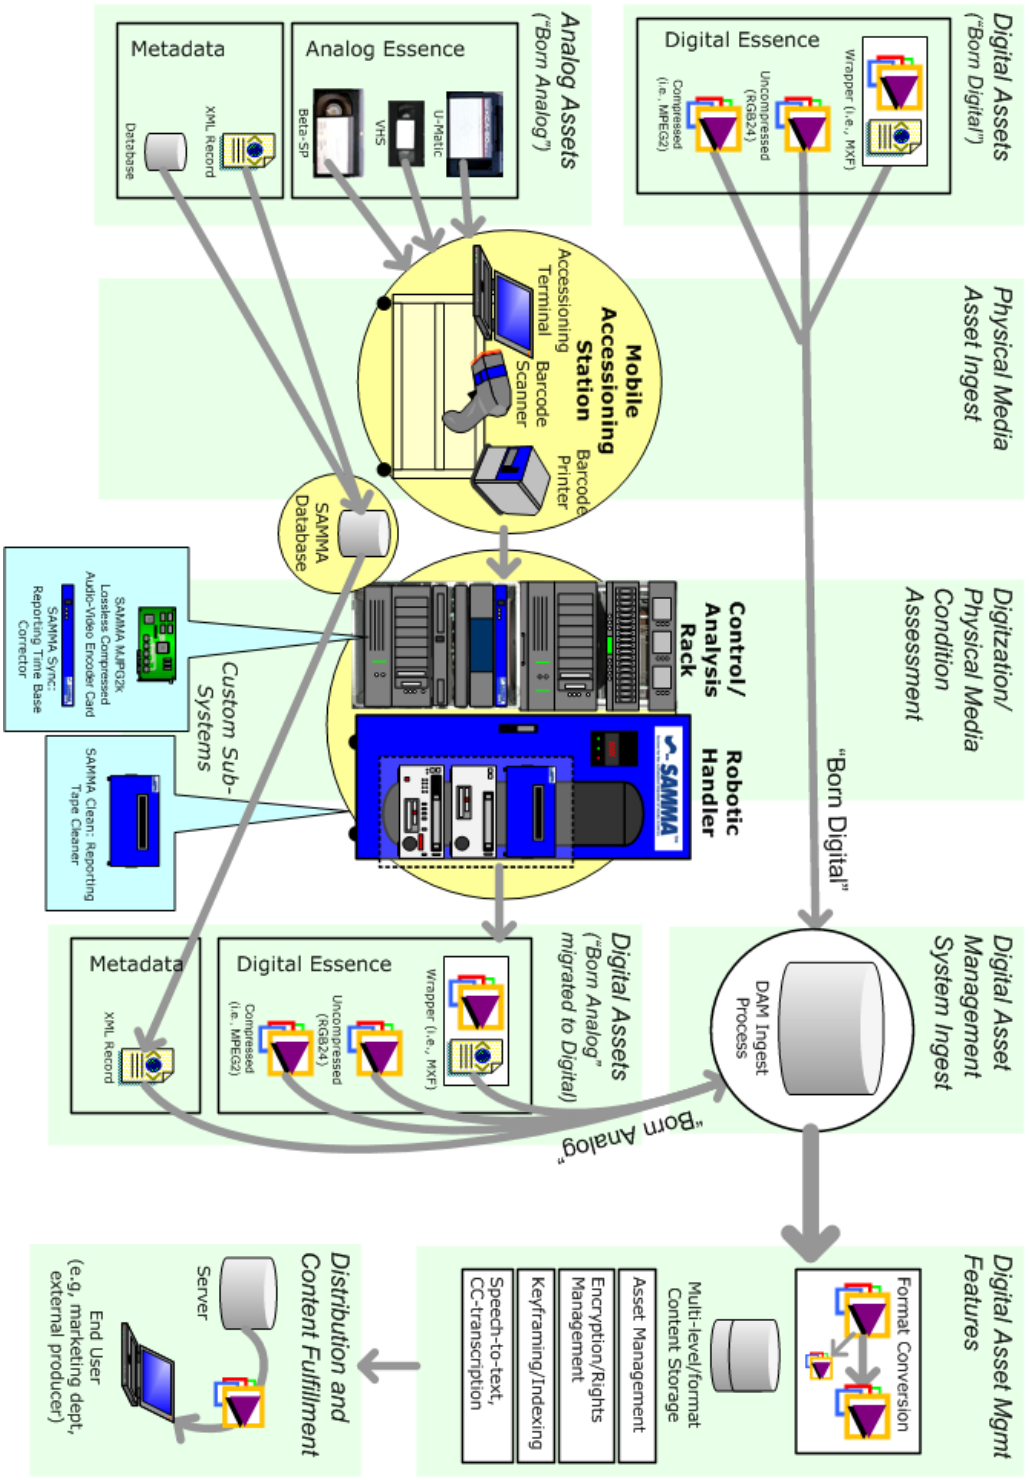 Digital Assets
("Born Digital")
Digital Essence
Wrapper (i.e., MXF)
Uncompressed
(RGB24)
Compressed
(i.e., MPEG2)
Analog Assets
("Born Analog")
Analog Essence
U-Matic
VHS
Beta-SP
Metadata
XML Record
Database
Physical Media
Asset Ingest
Mobile
Accessioning
Station
Accessioning
Terminal
Barcode
Scanner
Barcode
Printer
SAMMA
Database
Digitzation/
Physical Media
Condition
Assessment
"Born Digital"
Control/
Analysis
Rack
Robotic
Handler
SAMMA™
Custom Sub-
Systems
SAMMA MJPG2k
Lossless Compressed
Audio-Video Encoder Card
SAMMA Sync:
Reporting Time Base
Corrector
SAMMA Clean: Reporting
Tape Cleaner
Digital Asset
Management
System Ingest
DAM Ingest
Process
Digital Assets
("Born Analog"
migrated to Digital)
Digital Essence
Wrapper (i.e., MXF)
Uncompressed
(RGB24)
Compressed
(i.e., MPEG2)
Metadata
XML Record
"Born Analog"
Digital Asset Mgmt
Features
Format Conversion
Multi-level/format
Content Storage
Asset Management
Encryption/Rights
Management
Keyframing/Indexing
Speech-to-text,
CC-transcription
Distribution and
Content Fulfillment
Server
End User
(e.g, marketing dept,
external producer)